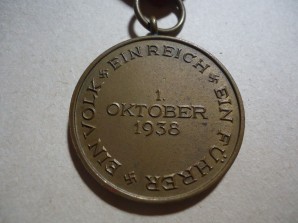 EIN VOLK EIN REICH EIN FÜHRER
1.
OKTOBER
1938